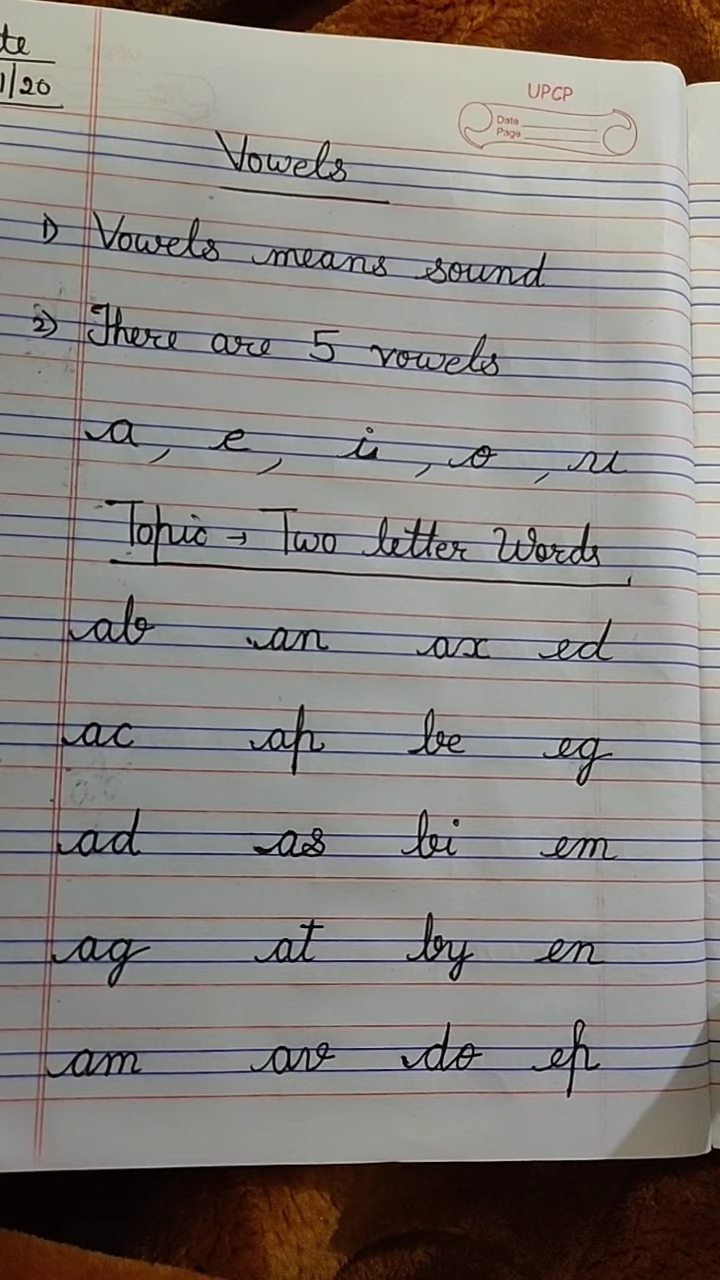 te
1/20
UPCP
Date
Page
Vowels
1) Vowels means sound
2) There are 5 vowels
a, e, i, o, u
Topic → Two letter Words
ab an ax ed
ac ap be eg
ad as bi em
ag at by en
am av do ep